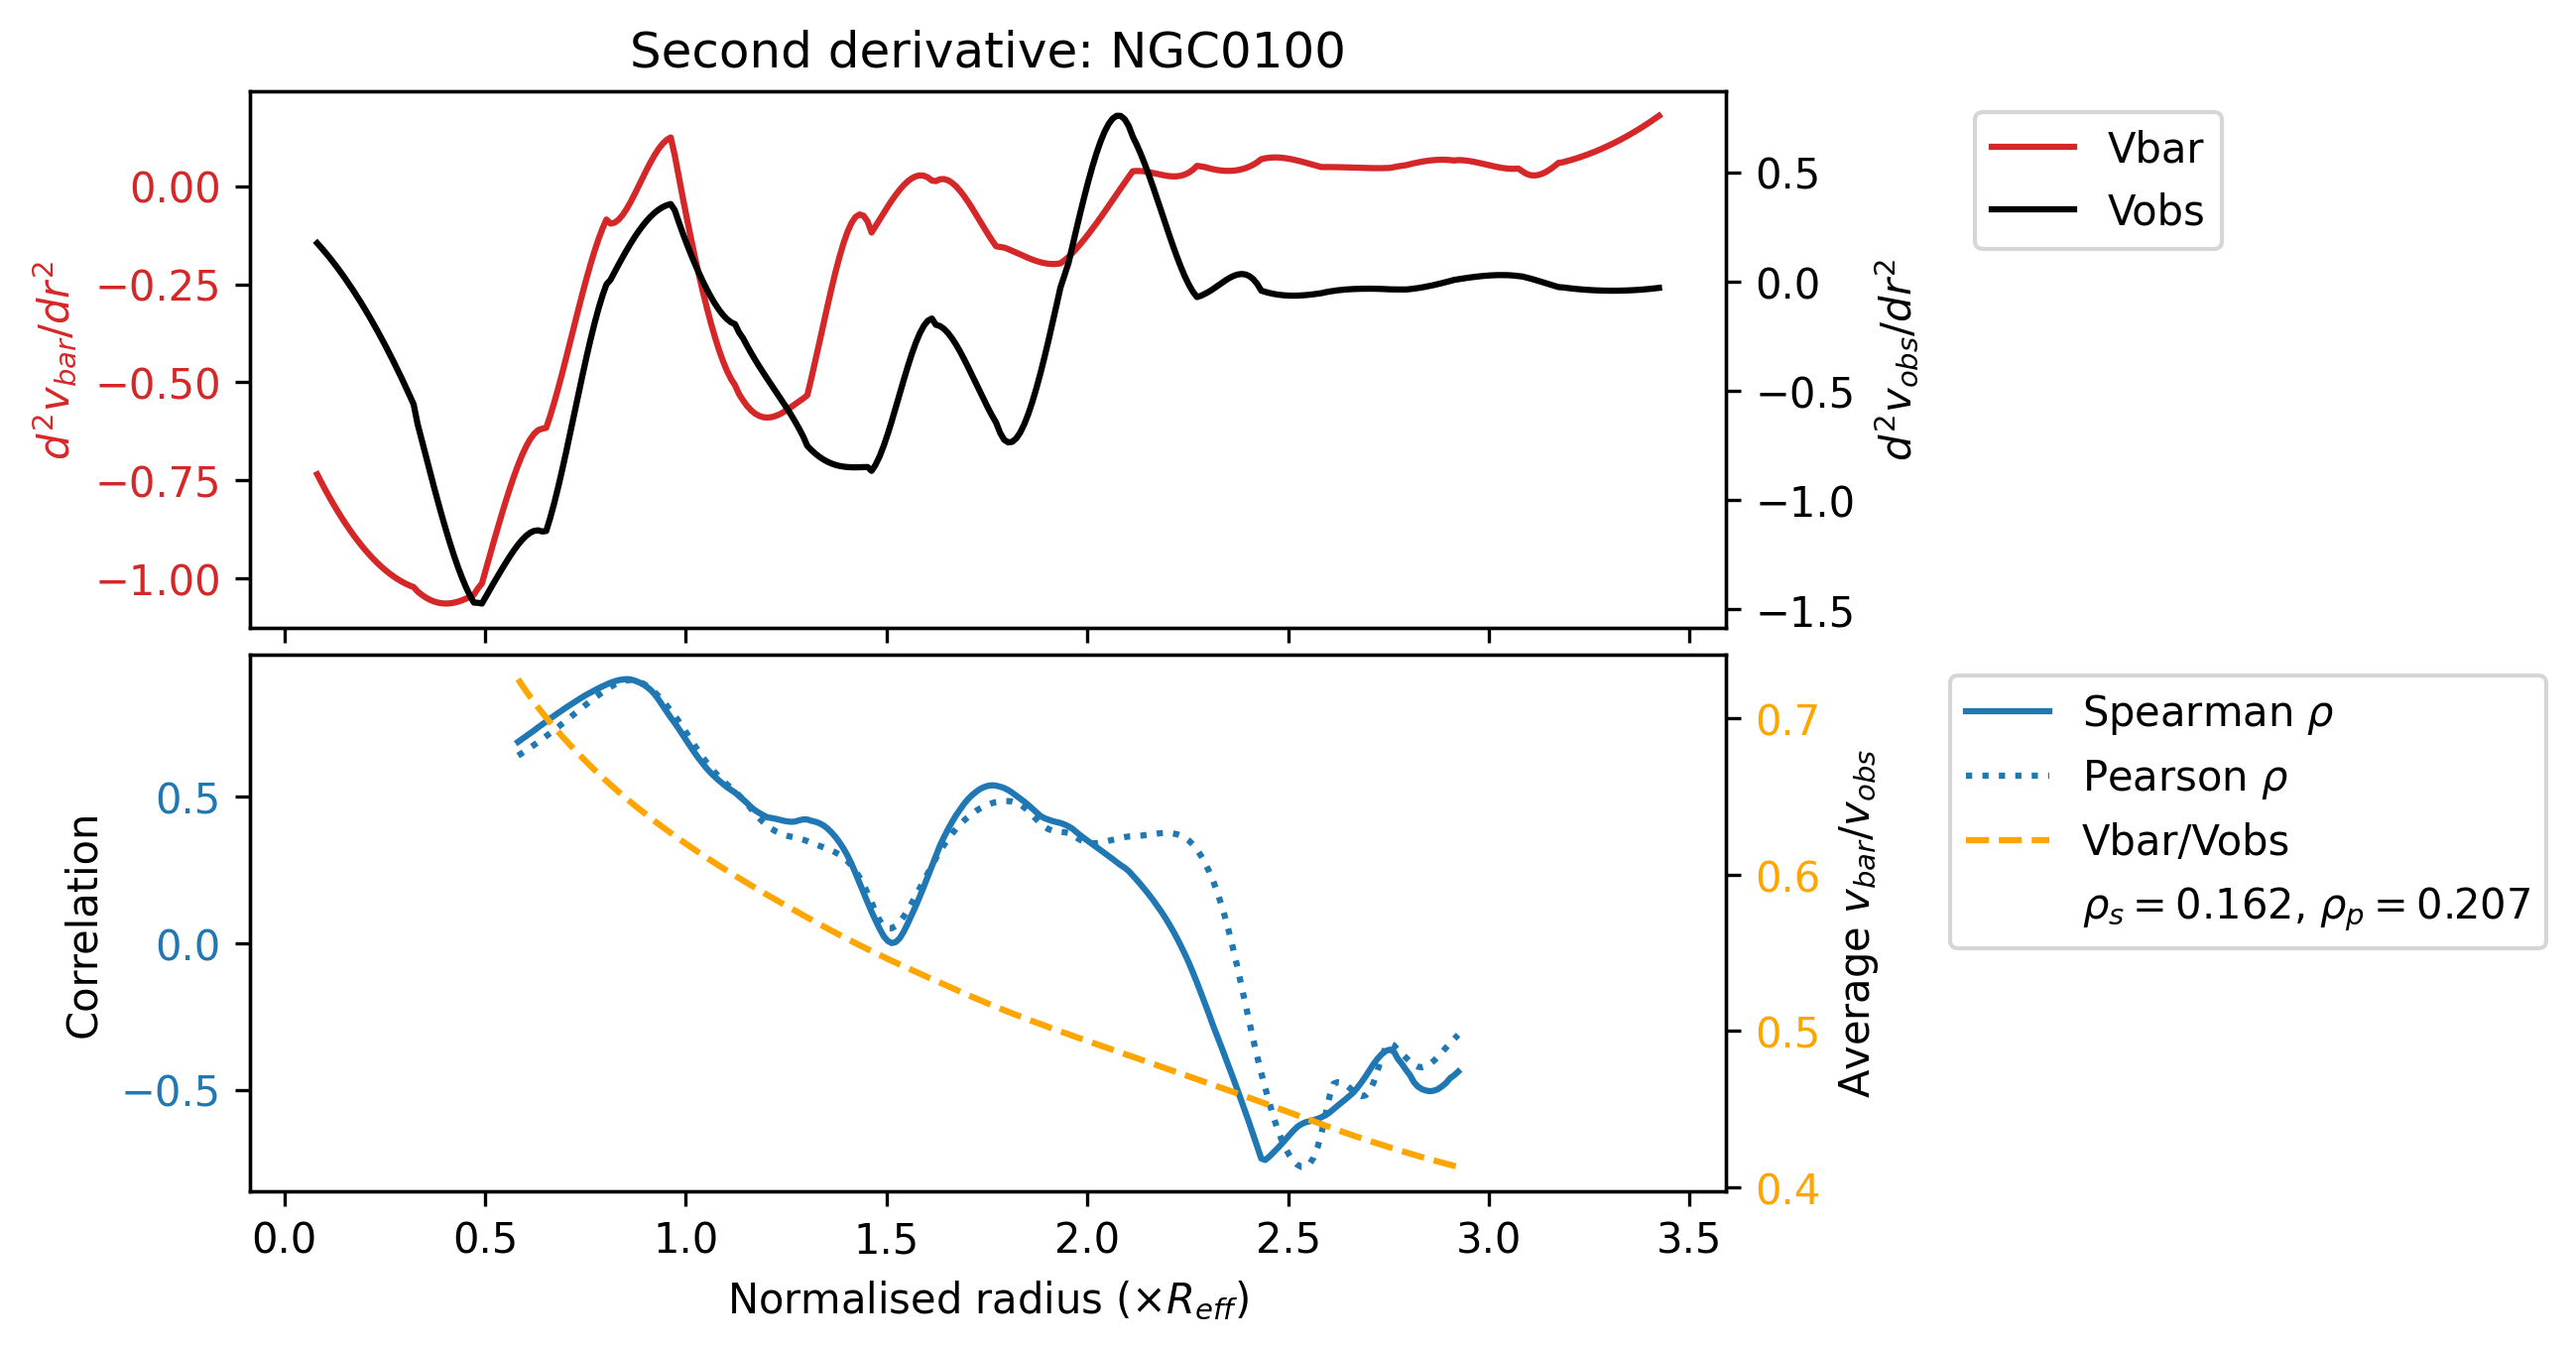 Second derivative: NGC0100
d²v_bar/dr²
0.00
−0.25
−0.50
−0.75
−1.00
0.5
0.0
−0.5
−1.0
−1.5
d²v_obs/dr²
Vbar
Vobs
Correlation
0.5
0.0
−0.5
0.7
0.6
0.5
0.4
Average v_bar/v_obs
Spearman ρ
Pearson ρ
Vbar/Vobs
ρ_s = 0.162, ρ_p = 0.207
0.0 0.5 1.0 1.5 2.0 2.5 3.0 3.5
Normalised radius (×R_eff)